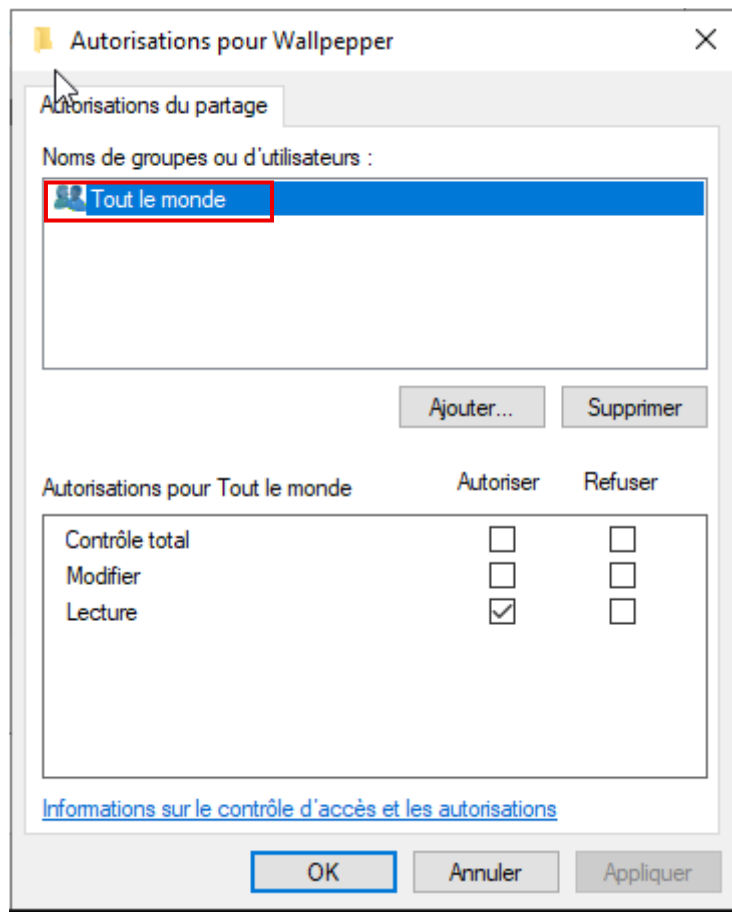 Autorisations pour Wallpepper
Autorisations du partage
Noms de groupes ou d'utilisateurs :
Tout le monde
Ajouter... Supprimer
Autorisations pour Tout le monde Autoriser Refuser
Contrôle total
Modifier
Lecture
Informations sur le contrôle d'accès et les autorisations
OK Annuler Appliquer